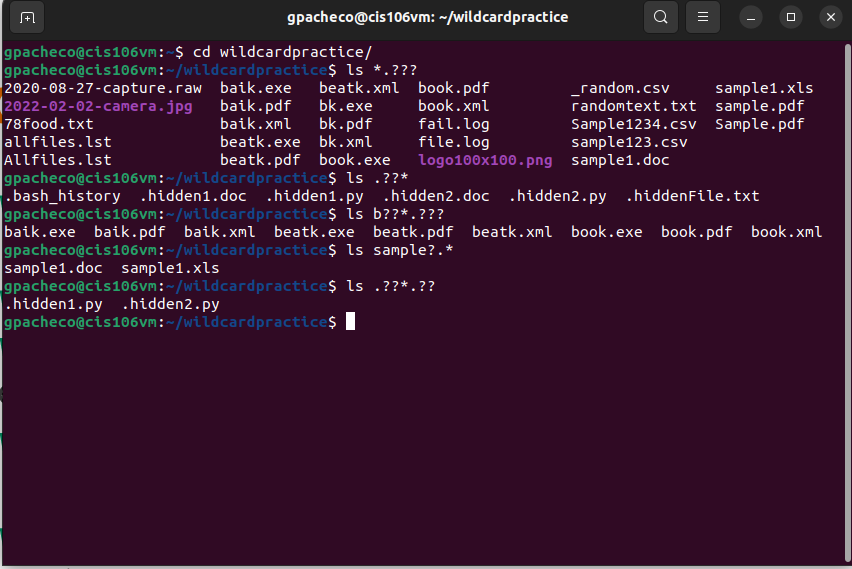 gpacheco@cis106vm: ~/wildcardpractice
gpacheco@cis106vm:~$ cd wildcardpractice/
gpacheco@cis106vm:~/wildcardpractice$ ls *.???
2020-08-27-capture.raw  baik.exe   beatk.xml  book.pdf         _random.csv     sample1.xls
2022-02-02-camera.jpg   baik.pdf   bk.exe     book.xml         randomtext.txt  sample.pdf
78food.txt              baik.xml   bk.pdf     fail.log         Sample1234.csv  Sample.pdf
allfiles.lst            beatk.exe  bk.xml     file.log         sample123.csv
Allfiles.lst            beatk.pdf  book.exe   logo100x100.png  sample1.doc
gpacheco@cis106vm:~/wildcardpractice$ ls .??*
.bash_history  .hidden1.doc  .hidden1.py  .hidden2.doc  .hidden2.py  .hiddenFile.txt
gpacheco@cis106vm:~/wildcardpractice$ ls b??*.???
baik.exe  baik.pdf  baik.xml  beatk.exe  beatk.pdf  beatk.xml  book.exe  book.pdf  book.xml
gpacheco@cis106vm:~/wildcardpractice$ ls sample?.*
sample1.doc  sample1.xls
gpacheco@cis106vm:~/wildcardpractice$ ls .??*.??
.hidden1.py  .hidden2.py
gpacheco@cis106vm:~/wildcardpractice$